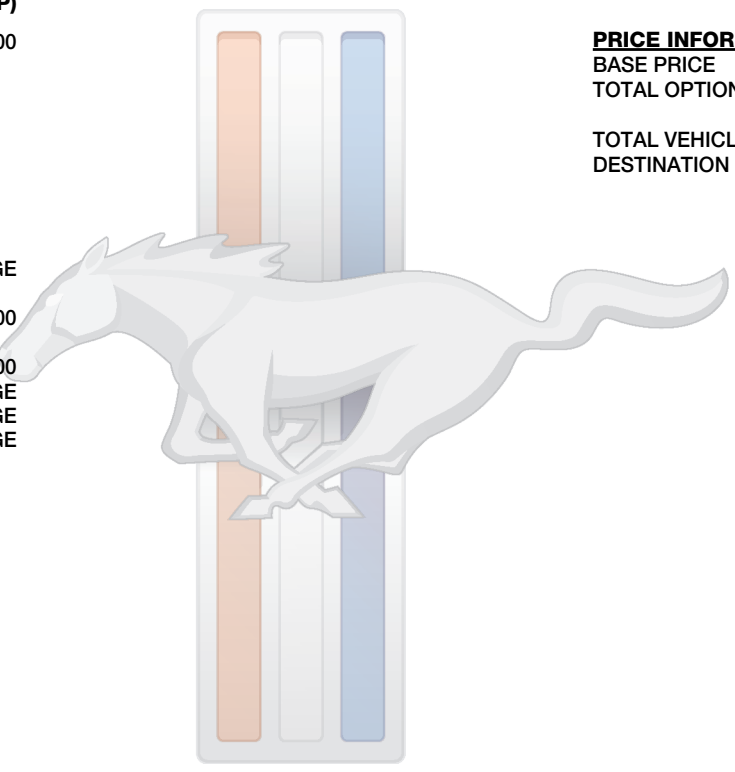 P)
00
GE
00
00
GE
GE
GE
PRICE INFOR
BASE PRICE
TOTAL OPTION
TOTAL VEHICL
DESTINATION